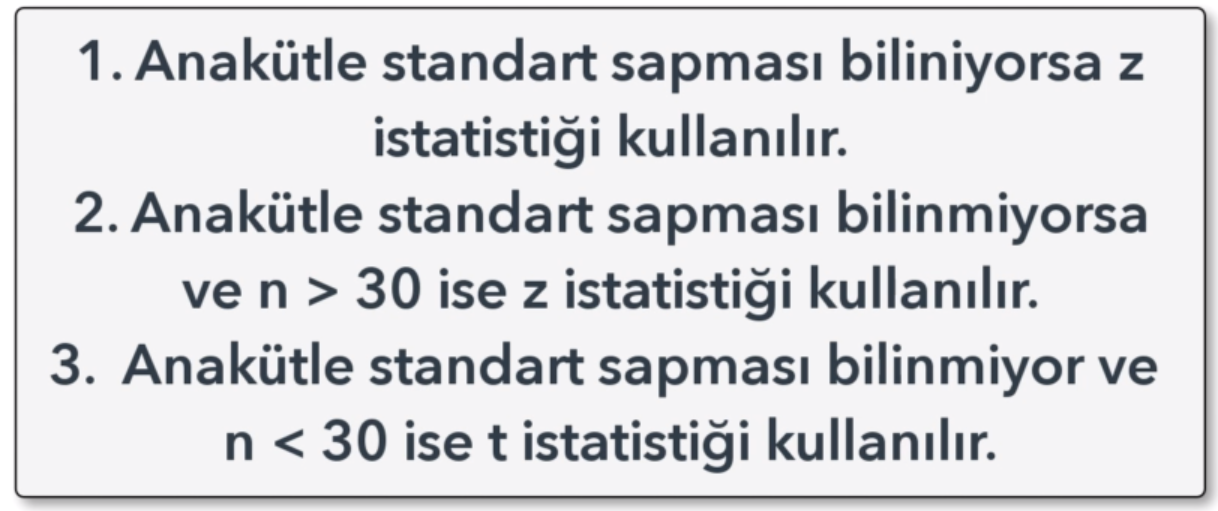 1. Anakütle standart sapması biliniyorsa z
istatistiği kullanılır.
2. Anakütle standart sapması bilinmiyorsa
ve n > 30 ise z istatistiği kullanılır.
3. Anakütle standart sapması bilinmiyor ve
n < 30 ise t istatistiği kullanılır.